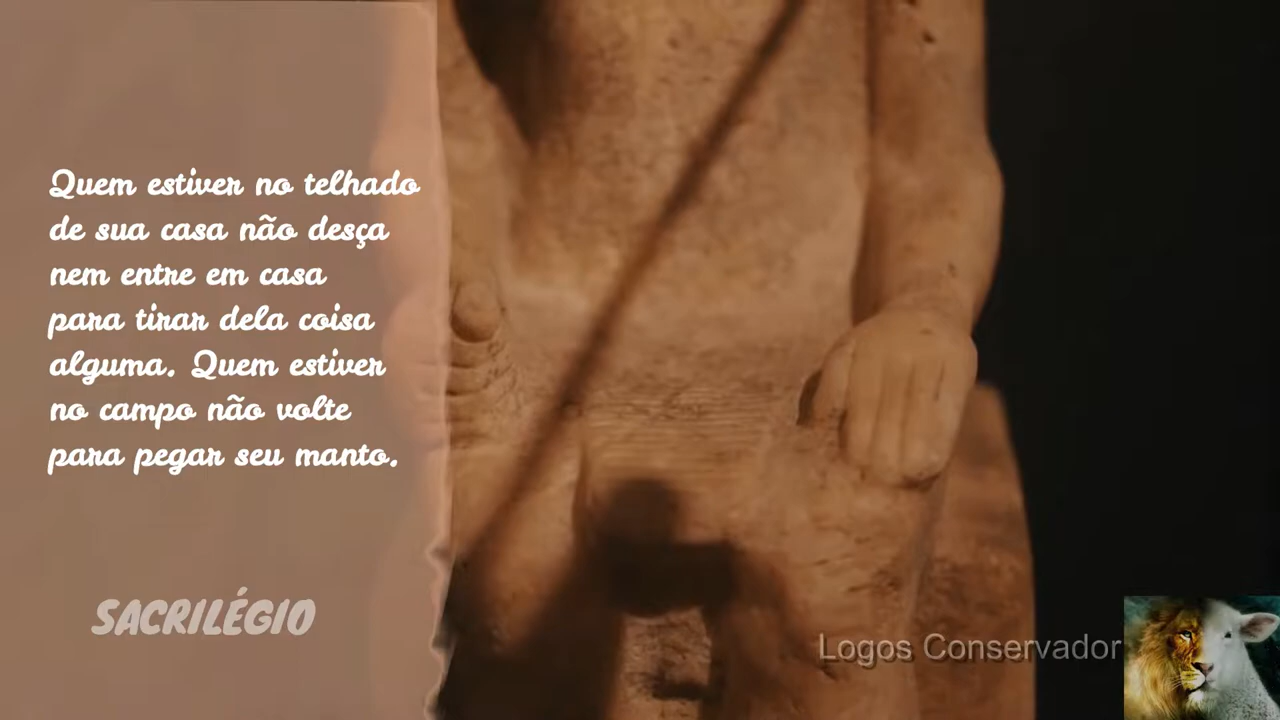 Quem estiver no telhado
de sua casa não desça
nem entre em casa
para tirar dela coisa
alguma. Quem estiver
no campo não volte
para pegar seu manto.
SACRILÉGIO
Logos Conservador